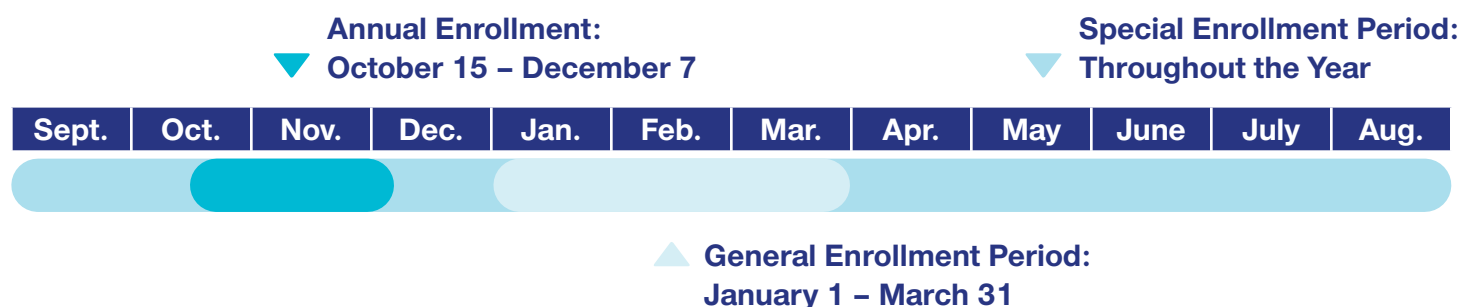 Annual Enrollment:
October 15 – December 7
Special Enrollment Period:
Throughout the Year
Sept. Oct. Nov. Dec. Jan. Feb. Mar. Apr. May June July Aug.
General Enrollment Period:
January 1 – March 31